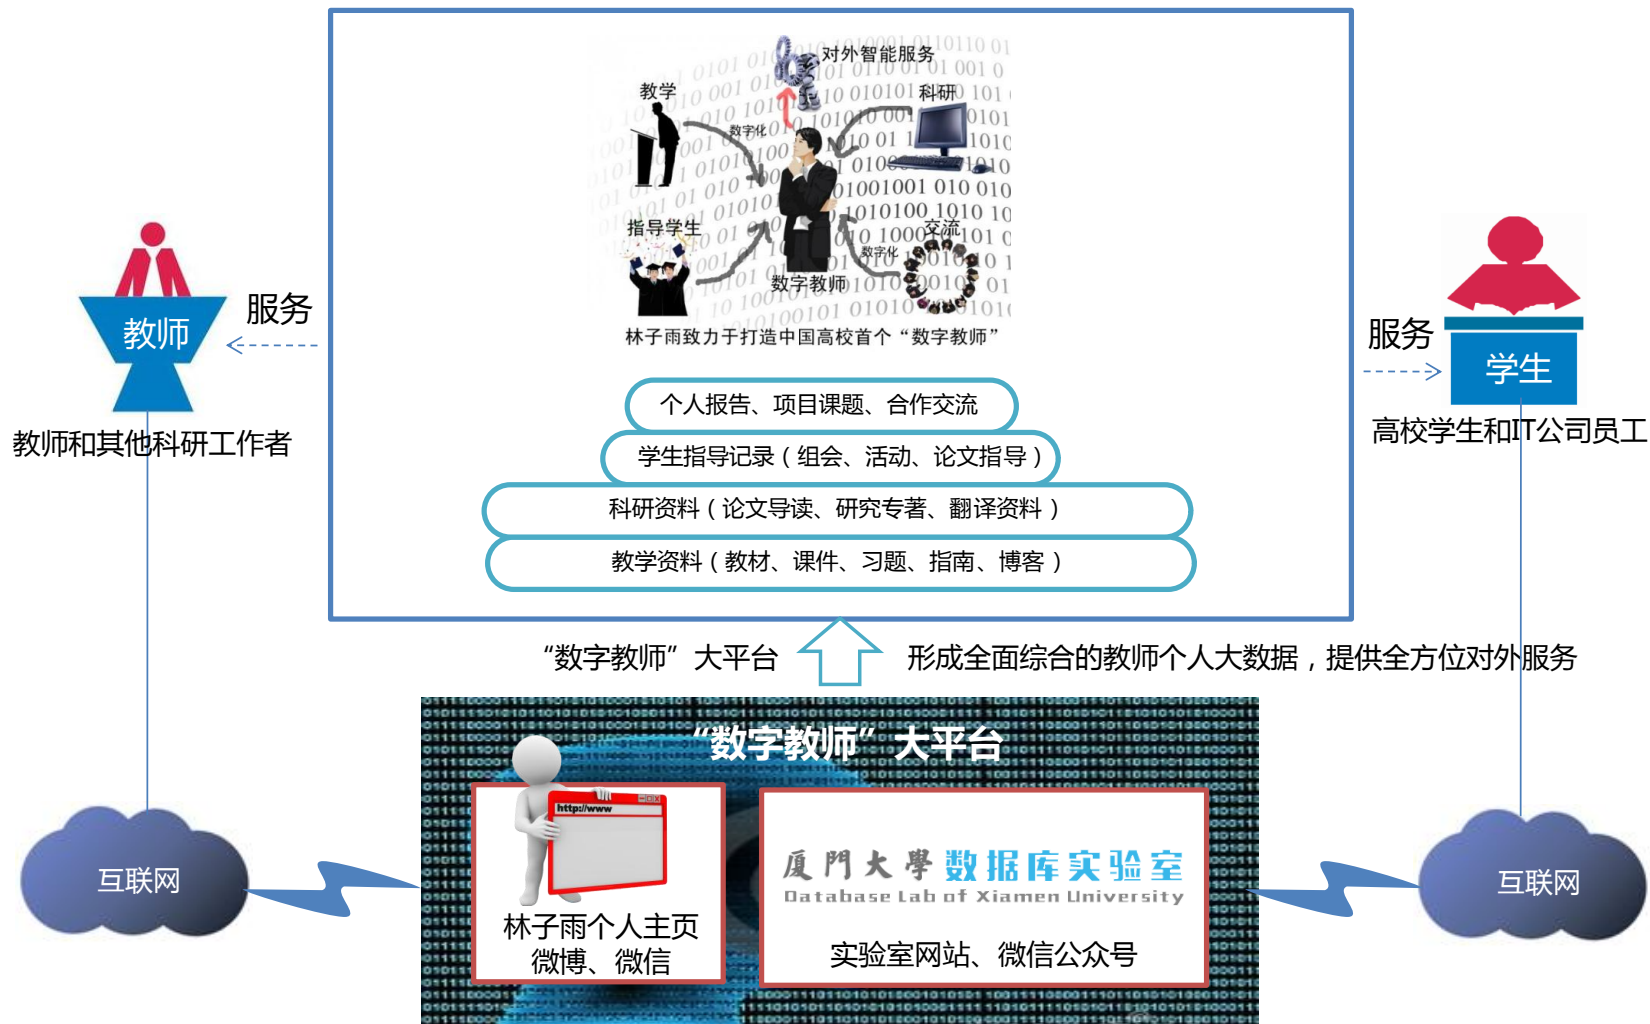 对外智能服务
教学
科研
数字化
指导学生
交流
数字化
数字教师
林子雨致力于打造中国高校首个“数字教师”
教师
服务
教师和其他科研工作者
服务
学生
高校学生和IT公司员工
个人报告、项目课题、合作交流
学生指导记录（组会、活动、论文指导）
科研资料（论文导读、研究专著、翻译资料）
教学资料（教材、课件、习题、指南、博客）
“数字教师”大平台
形成全面综合的教师个人大数据，提供全方位对外服务
“数字教师”大平台
http://www
林子雨个人主页
微博、微信
厦門大學数据库实验室
Database Lab of Xiamen University
实验室网站、微信公众号
互联网
互联网